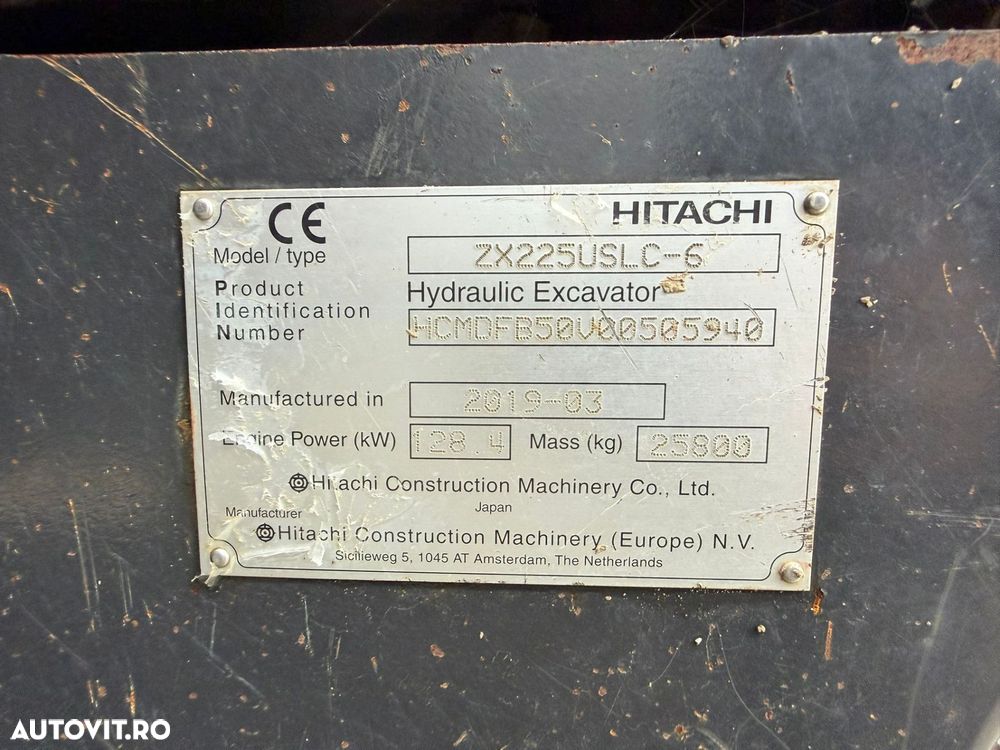 CE HITACHI
Model / type ZX225USLC-6
Product Hydraulic Excavator
Identification
Number HCMDFB50V00505940
Manufactured in 2019-03
Engine Power (kW) 128.4 Mass (kg) 25800
Hitachi Construction Machinery Co., Ltd.
Japan
Manufacturer
Hitachi Construction Machinery (Europe) N.V.
Sicilieweg 5, 1045 AT Amsterdam, The Netherlands
AUTOVIT.RO